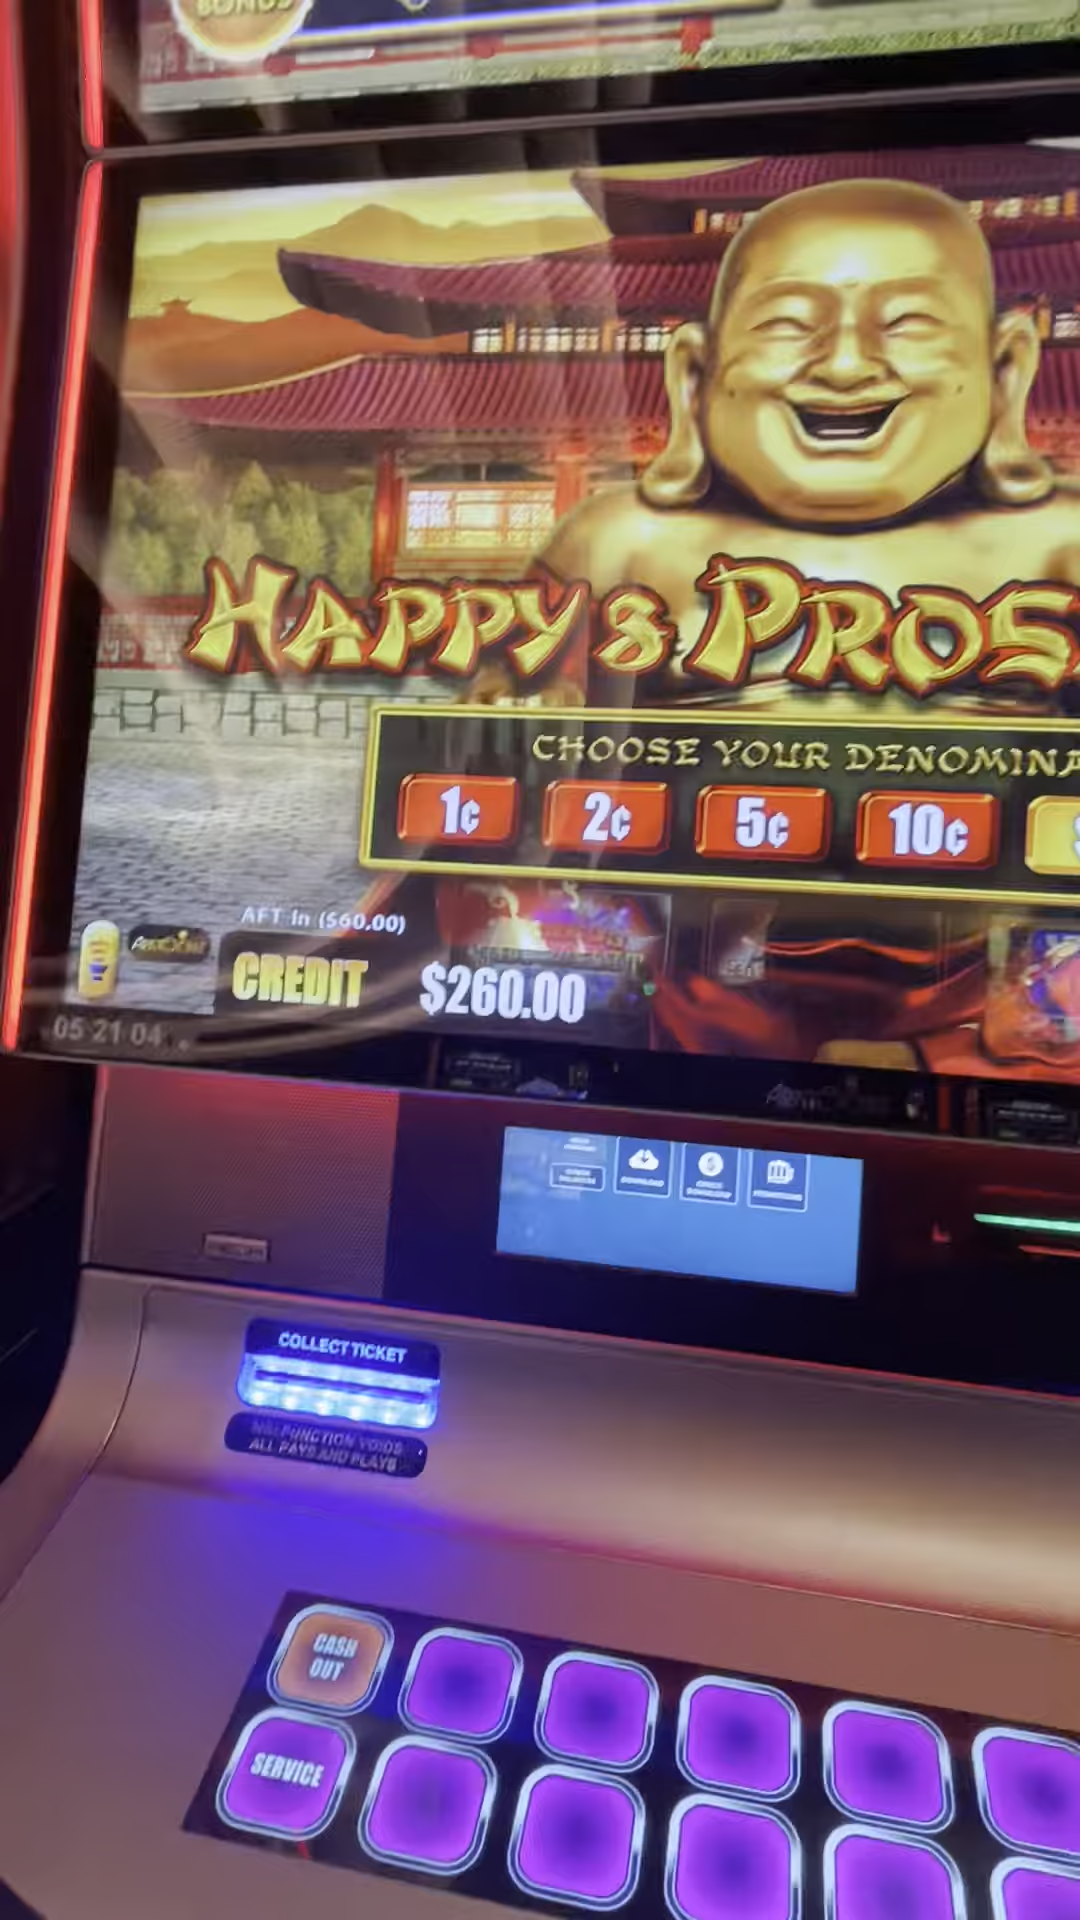 BONUS
HAPPY & PROS
CHOOSE YOUR DENOMINA
1¢ 2¢ 5¢ 10¢ $
AFT In ($60.00)
CREDIT $260.00
05 21 04
DOWNLOAD
COLLECT TICKET
MALFUNCTION VOIDS
ALL PAYS AND PLAYS
CASH
OUT
SERVICE